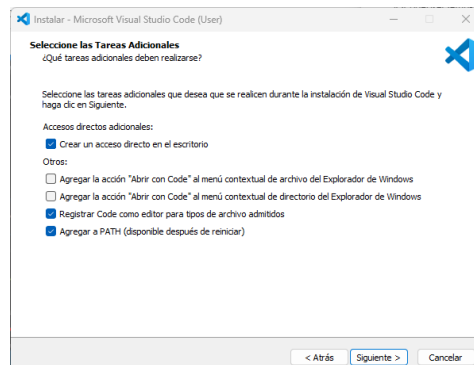 Instalar - Microsoft Visual Studio Code (User)
Seleccione las Tareas Adicionales
¿Qué tareas adicionales deben realizarse?
Seleccione las tareas adicionales que desea que se realicen durante la instalación de Visual Studio Code y
haga clic en Siguiente.
Accesos directos adicionales:
Crear un acceso directo en el escritorio
Otros:
Agregar la acción "Abrir con Code" al menú contextual de archivo del Explorador de Windows
Agregar la acción "Abrir con Code" al menú contextual de directorio del Explorador de Windows
Registrar Code como editor para tipos de archivo admitidos
Agregar a PATH (disponible después de reiniciar)
< Atrás Siguiente > Cancelar